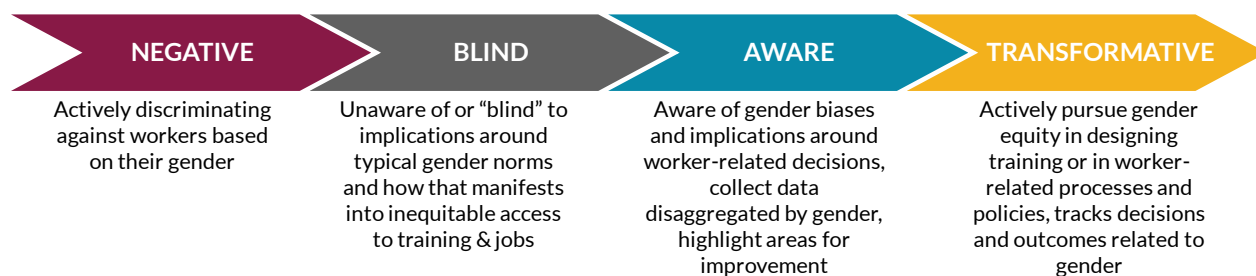 NEGATIVE
Actively discriminating
against workers based
on their gender
BLIND
Unaware of or “blind” to
implications around
typical gender norms
and how that manifests
into inequitable access
to training & jobs
AWARE
Aware of gender biases
and implications around
worker-related decisions,
collect data
disaggregated by gender,
highlight areas for
improvement
TRANSFORMATIVE
Actively pursue gender
equity in designing
training or in worker-
related processes and
policies, tracks decisions
and outcomes related to
gender